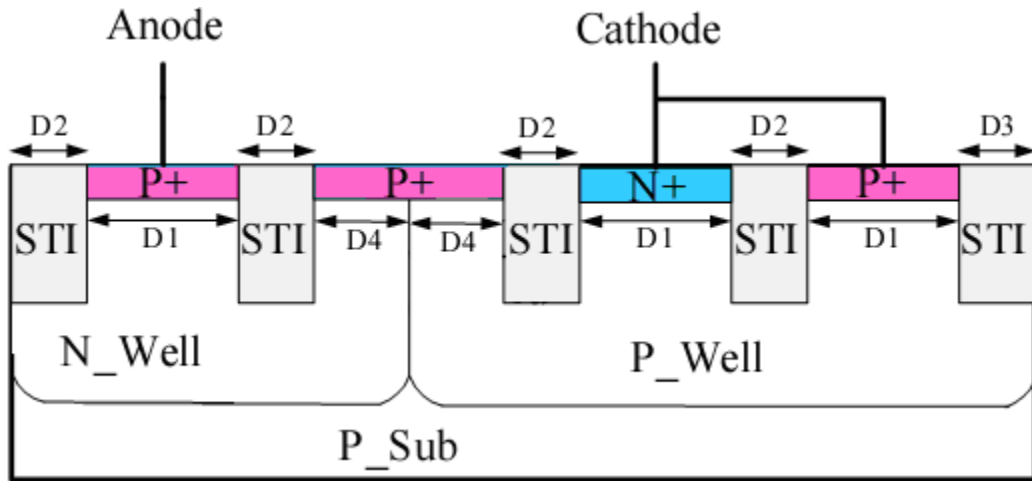 Anode Cathode
D2 D2 D2 D2 D3
P+ P+ N+ P+
STI D1 STI D4 D4 STI D1 STI D1 STI
N_Well P_Well
P_Sub